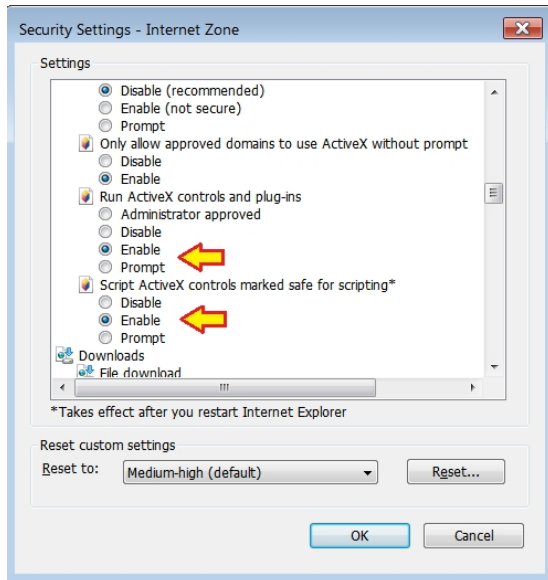 Security Settings - Internet Zone
Settings
Disable (recommended)
Enable (not secure)
Prompt
Only allow approved domains to use ActiveX without prompt
Disable
Enable
Run ActiveX controls and plug-ins
Administrator approved
Disable
Enable
Prompt
Script ActiveX controls marked safe for scripting*
Disable
Enable
Prompt
Downloads
File download
*Takes effect after you restart Internet Explorer
Reset custom settings
Reset to: Medium-high (default) Reset...
OK Cancel